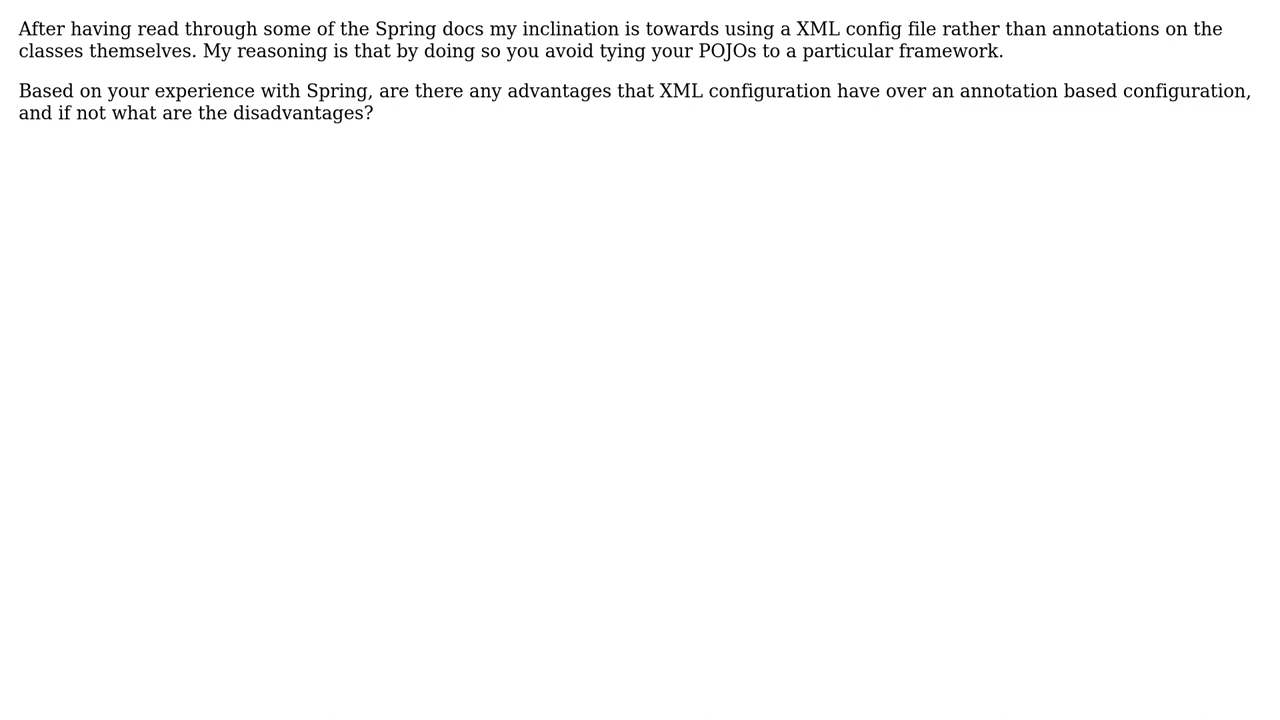 After having read through some of the Spring docs my inclination is towards using a XML config file rather than annotations on the
classes themselves. My reasoning is that by doing so you avoid tying your POJOs to a particular framework.
Based on your experience with Spring, are there any advantages that XML configuration have over an annotation based configuration,
and if not what are the disadvantages?